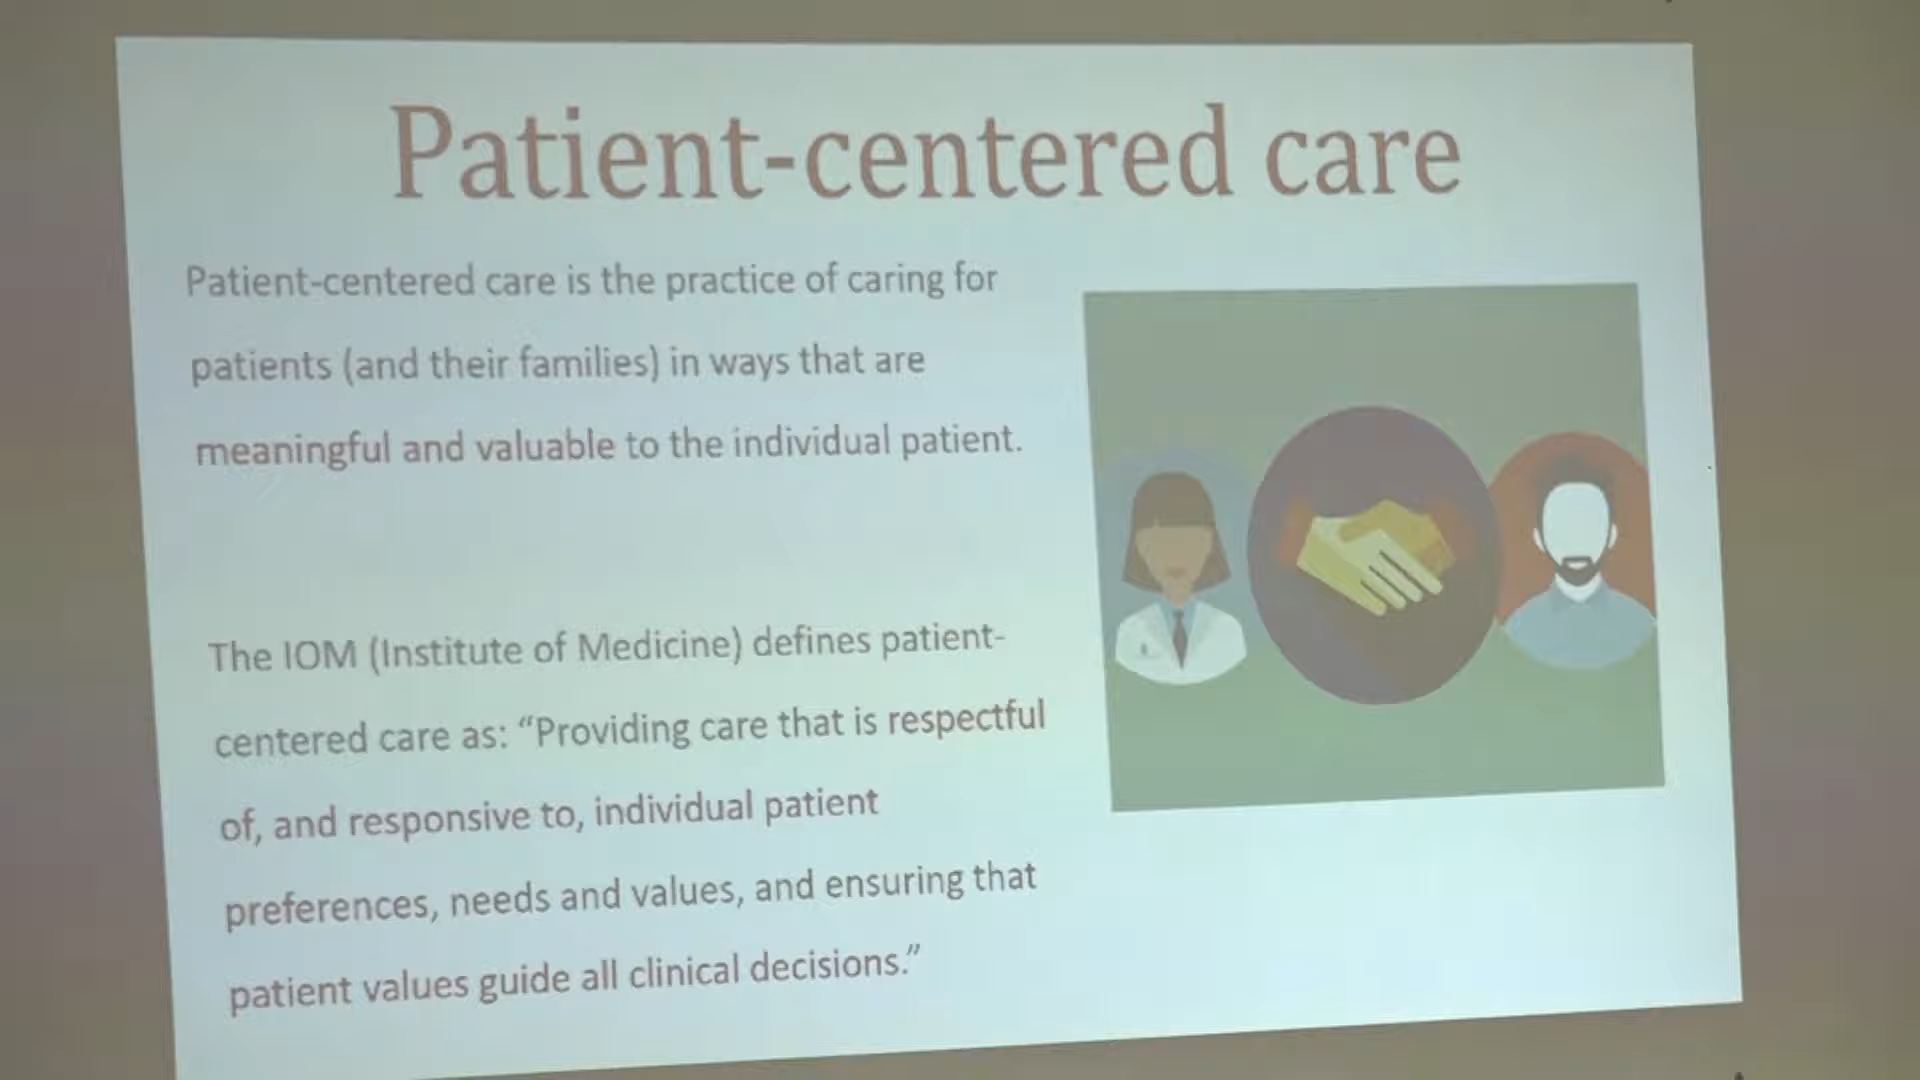 Patient-centered care
Patient-centered care is the practice of caring for
patients (and their families) in ways that are
meaningful and valuable to the individual patient.
The IOM (Institute of Medicine) defines patient-
centered care as: “Providing care that is respectful
of, and responsive to, individual patient
preferences, needs and values, and ensuring that
patient values guide all clinical decisions.”